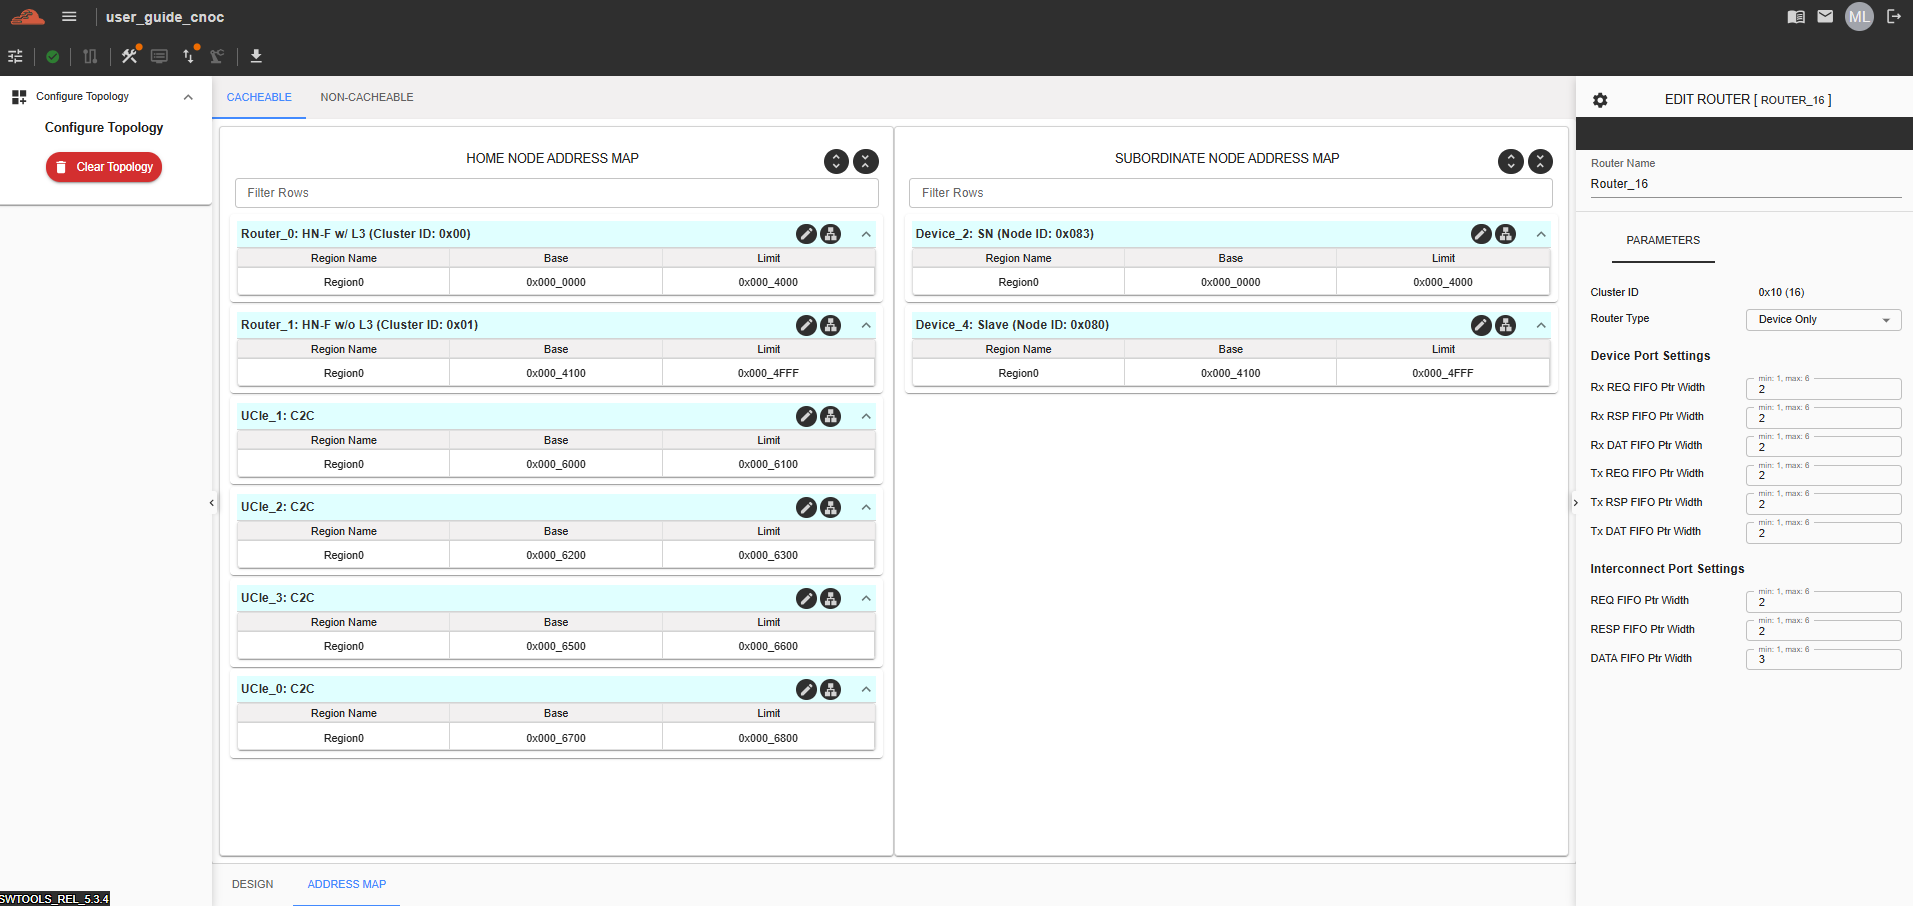 user_guide_cnoc
ML
Configure Topology
Configure Topology
Clear Topology
CACHEABLE NON-CACHEABLE
HOME NODE ADDRESS MAP
Filter Rows
Router_0: HN-F w/ L3 (Cluster ID: 0x00)
Region Name Base Limit
Region0 0x000_0000 0x000_4000
Router_1: HN-F w/o L3 (Cluster ID: 0x01)
Region Name Base Limit
Region0 0x000_4100 0x000_4FFF
UCIe_1: C2C
Region Name Base Limit
Region0 0x000_6000 0x000_6100
UCIe_2: C2C
Region Name Base Limit
Region0 0x000_6200 0x000_6300
UCIe_3: C2C
Region Name Base Limit
Region0 0x000_6500 0x000_6600
UCIe_0: C2C
Region Name Base Limit
Region0 0x000_6700 0x000_6800
SUBORDINATE NODE ADDRESS MAP
Filter Rows
Device_2: SN (Node ID: 0x083)
Region Name Base Limit
Region0 0x000_0000 0x000_4000
Device_4: Slave (Node ID: 0x080)
Region Name Base Limit
Region0 0x000_4100 0x000_4FFF
EDIT ROUTER [ ROUTER_16 ]
Router Name
Router_16
PARAMETERS
Cluster ID 0x10 (16)
Router Type Device Only
Device Port Settings
min: 1, max: 6
Rx REQ FIFO Ptr Width 2
min: 1, max: 6
Rx RSP FIFO Ptr Width 2
min: 1, max: 6
Rx DAT FIFO Ptr Width 2
min: 1, max: 6
Tx REQ FIFO Ptr Width 2
min: 1, max: 6
Tx RSP FIFO Ptr Width 2
min: 1, max: 6
Tx DAT FIFO Ptr Width 2
Interconnect Port Settings
min: 1, max: 6
REQ FIFO Ptr Width 2
min: 1, max: 6
RESP FIFO Ptr Width 2
min: 1, max: 6
DATA FIFO Ptr Width 3
DESIGN ADDRESS MAP
SWTOOLS_REL_5.3.4